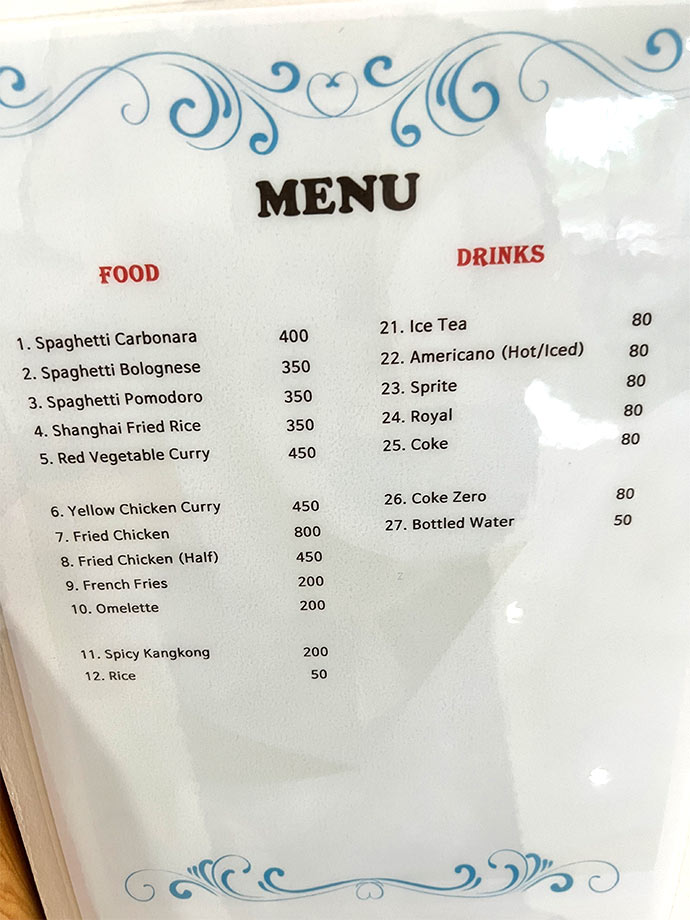 MENU
FOOD
1. Spaghetti Carbonara 400
2. Spaghetti Bolognese 350
3. Spaghetti Pomodoro 350
4. Shanghai Fried Rice 350
5. Red Vegetable Curry 450
6. Yellow Chicken Curry 450
7. Fried Chicken 800
8. Fried Chicken (Half) 450
9. French Fries 200
10. Omelette 200
11. Spicy Kangkong 200
12. Rice 50
DRINKS
21. Ice Tea 80
22. Americano (Hot/Iced) 80
23. Sprite 80
24. Royal 80
25. Coke 80
26. Coke Zero 80
27. Bottled Water 50